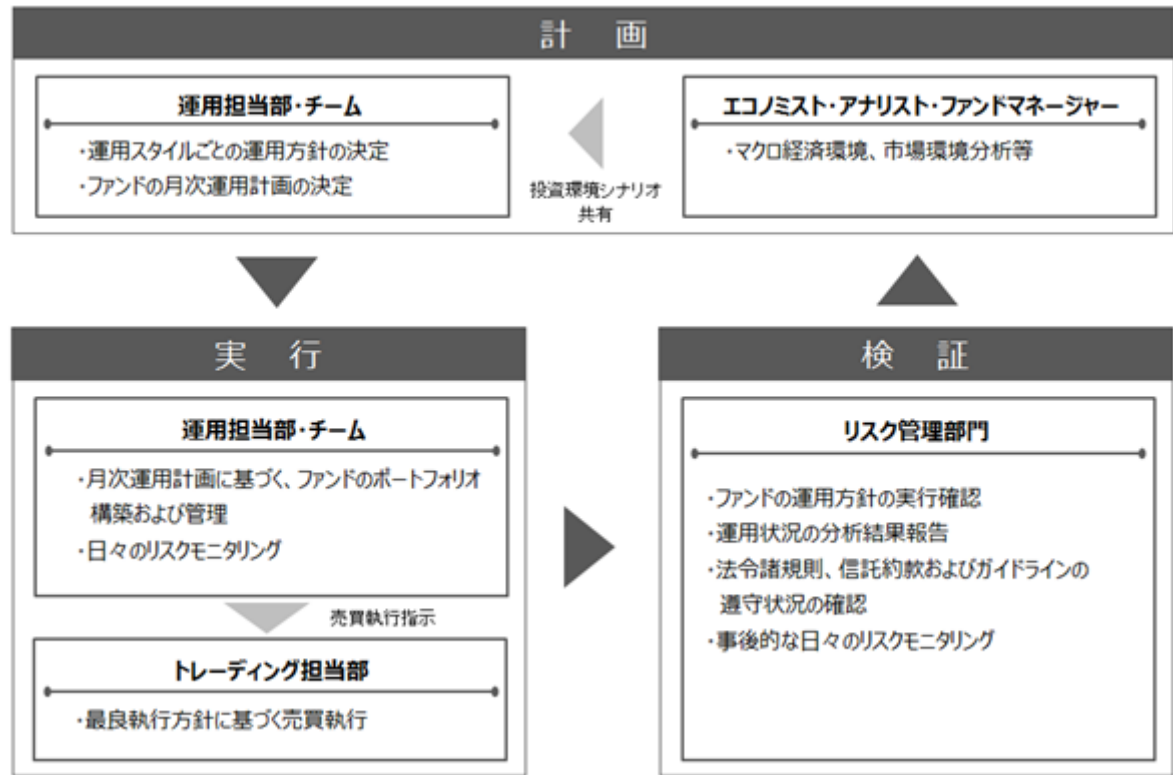 計 画
運用担当部・チーム
・運用スタイルごとの運用方針の決定
・ファンドの月次運用計画の決定
投資環境シナリオ
共有
エコノミスト・アナリスト・ファンドマネージャー
・マクロ経済環境、市場環境分析等
実 行
運用担当部・チーム
・月次運用計画に基づく、ファンドのポートフォリオ
構築および管理
・日々のリスクモニタリング
売買執行指示
トレーディング担当部
・最良執行方針に基づく売買執行
検 証
リスク管理部門
・ファンドの運用方針の実行確認
・運用状況の分析結果報告
・法令諸規則、信託約款およびガイドラインの
遵守状況の確認
・事後的な日々のリスクモニタリング